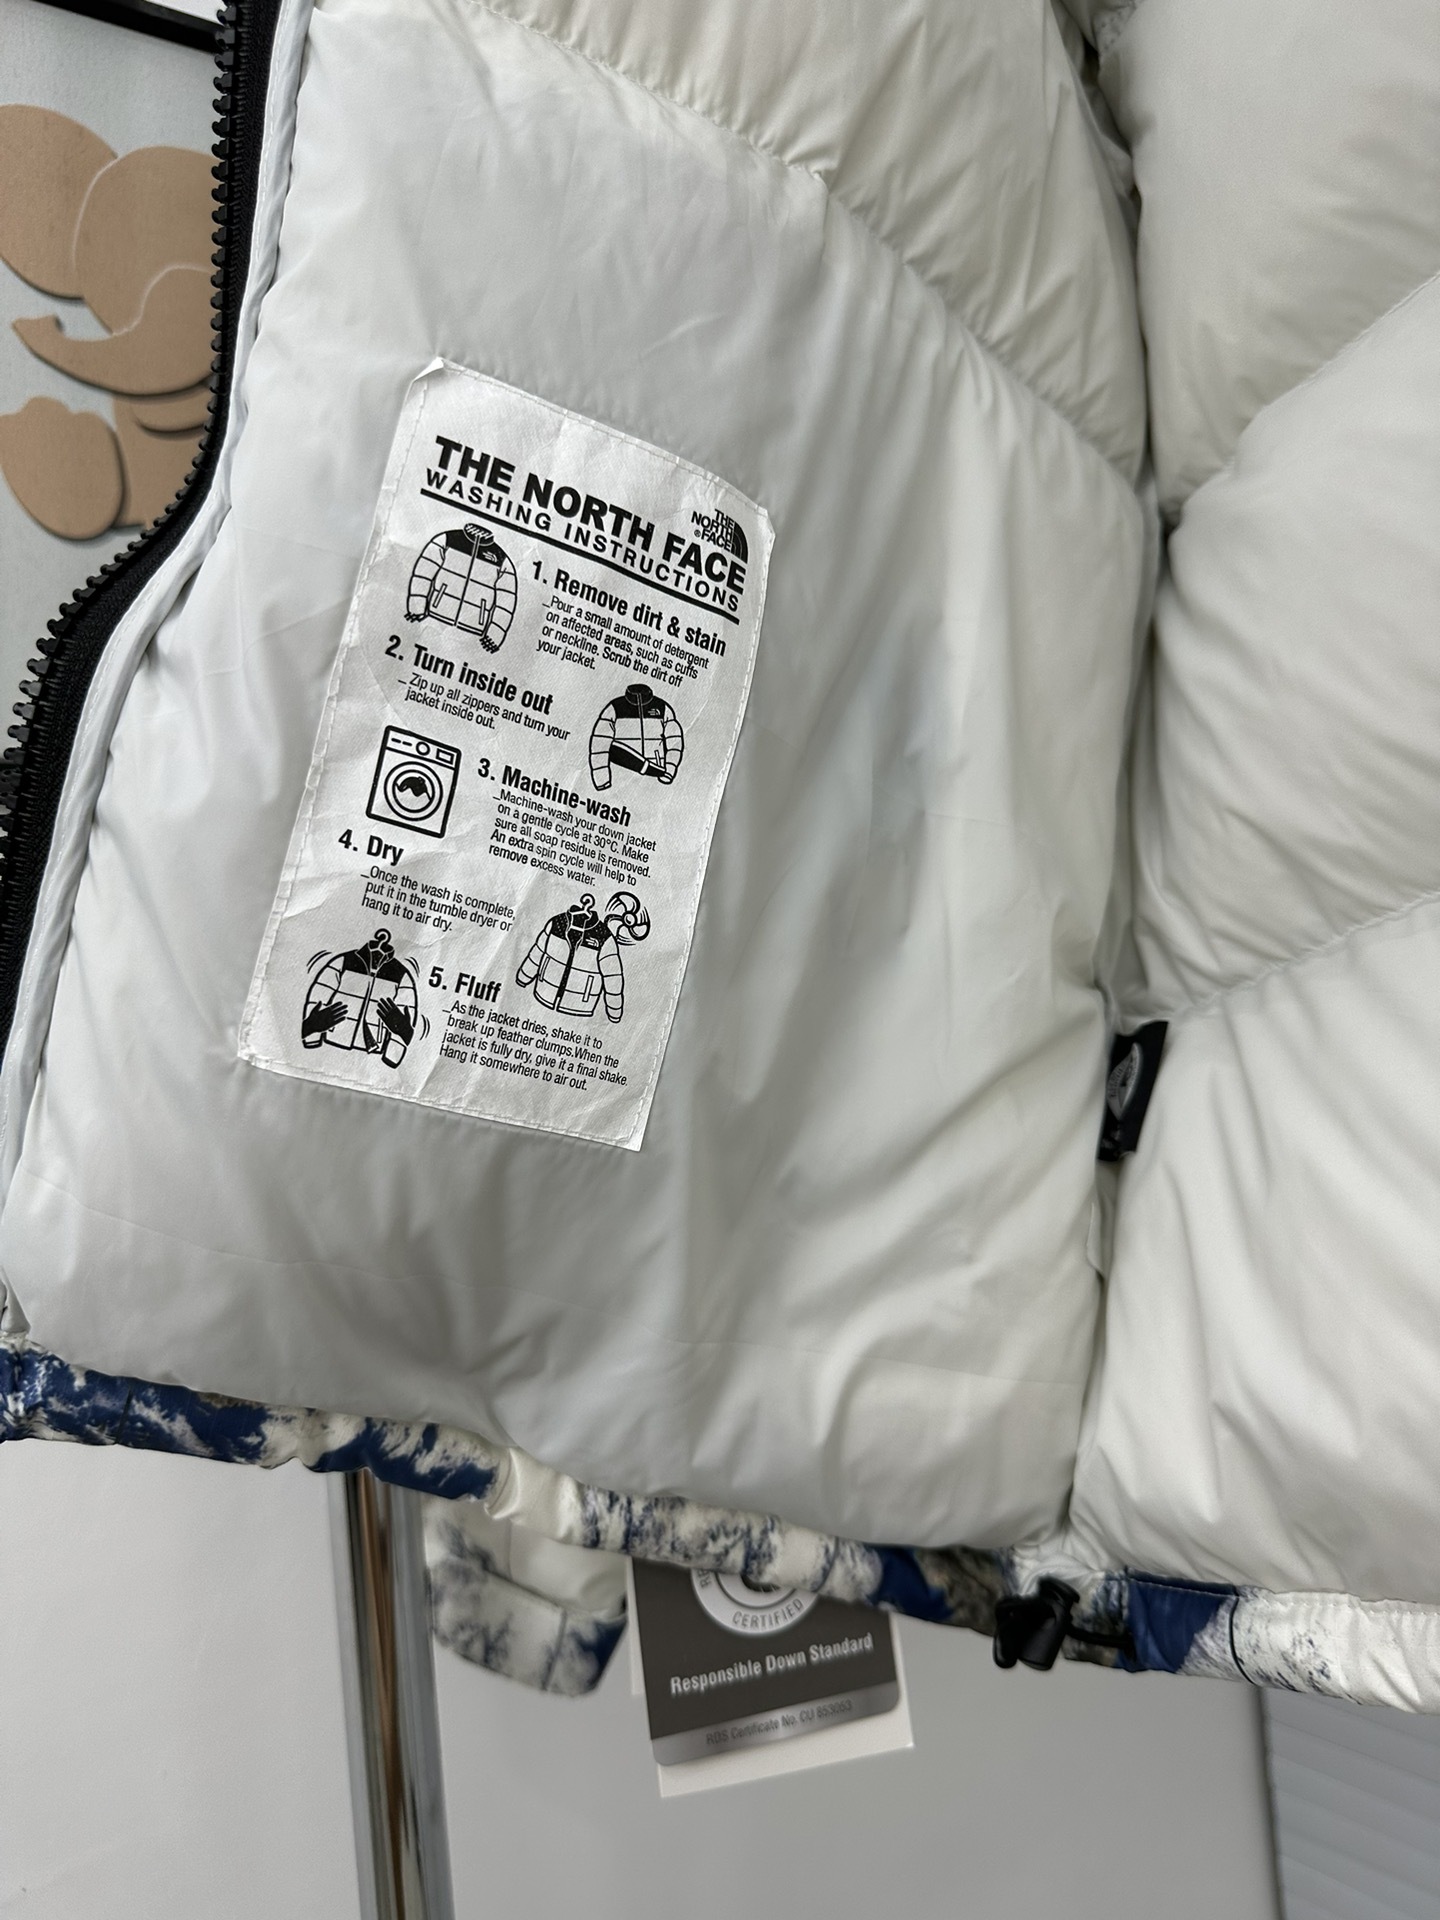 THE NORTH FACE
WASHING INSTRUCTIONS
THE
NORTH
FACE
1. Remove dirt & stain
_Pour a small amount of detergent
on affected areas, such as cuffs
or neckline. Scrub the dirt off
your jacket.
2. Turn inside out
_Zip up all zippers and turn your
jacket inside out.
3. Machine-wash
_Machine-wash your down jacket
on a gentle cycle at 30°C. Make
sure all soap residue is removed.
An extra spin cycle will help to
remove excess water.
4. Dry
_Once the wash is complete,
put it in the tumble dryer or
hang it to air dry.
5. Fluff
_As the jacket dries, shake it to
break up feather clumps.When the
jacket is fully dry, give it a final shake.
Hang it somewhere to air out.
CERTIFIED
Responsible Down Standard
RDS Certificate No. CU 853053